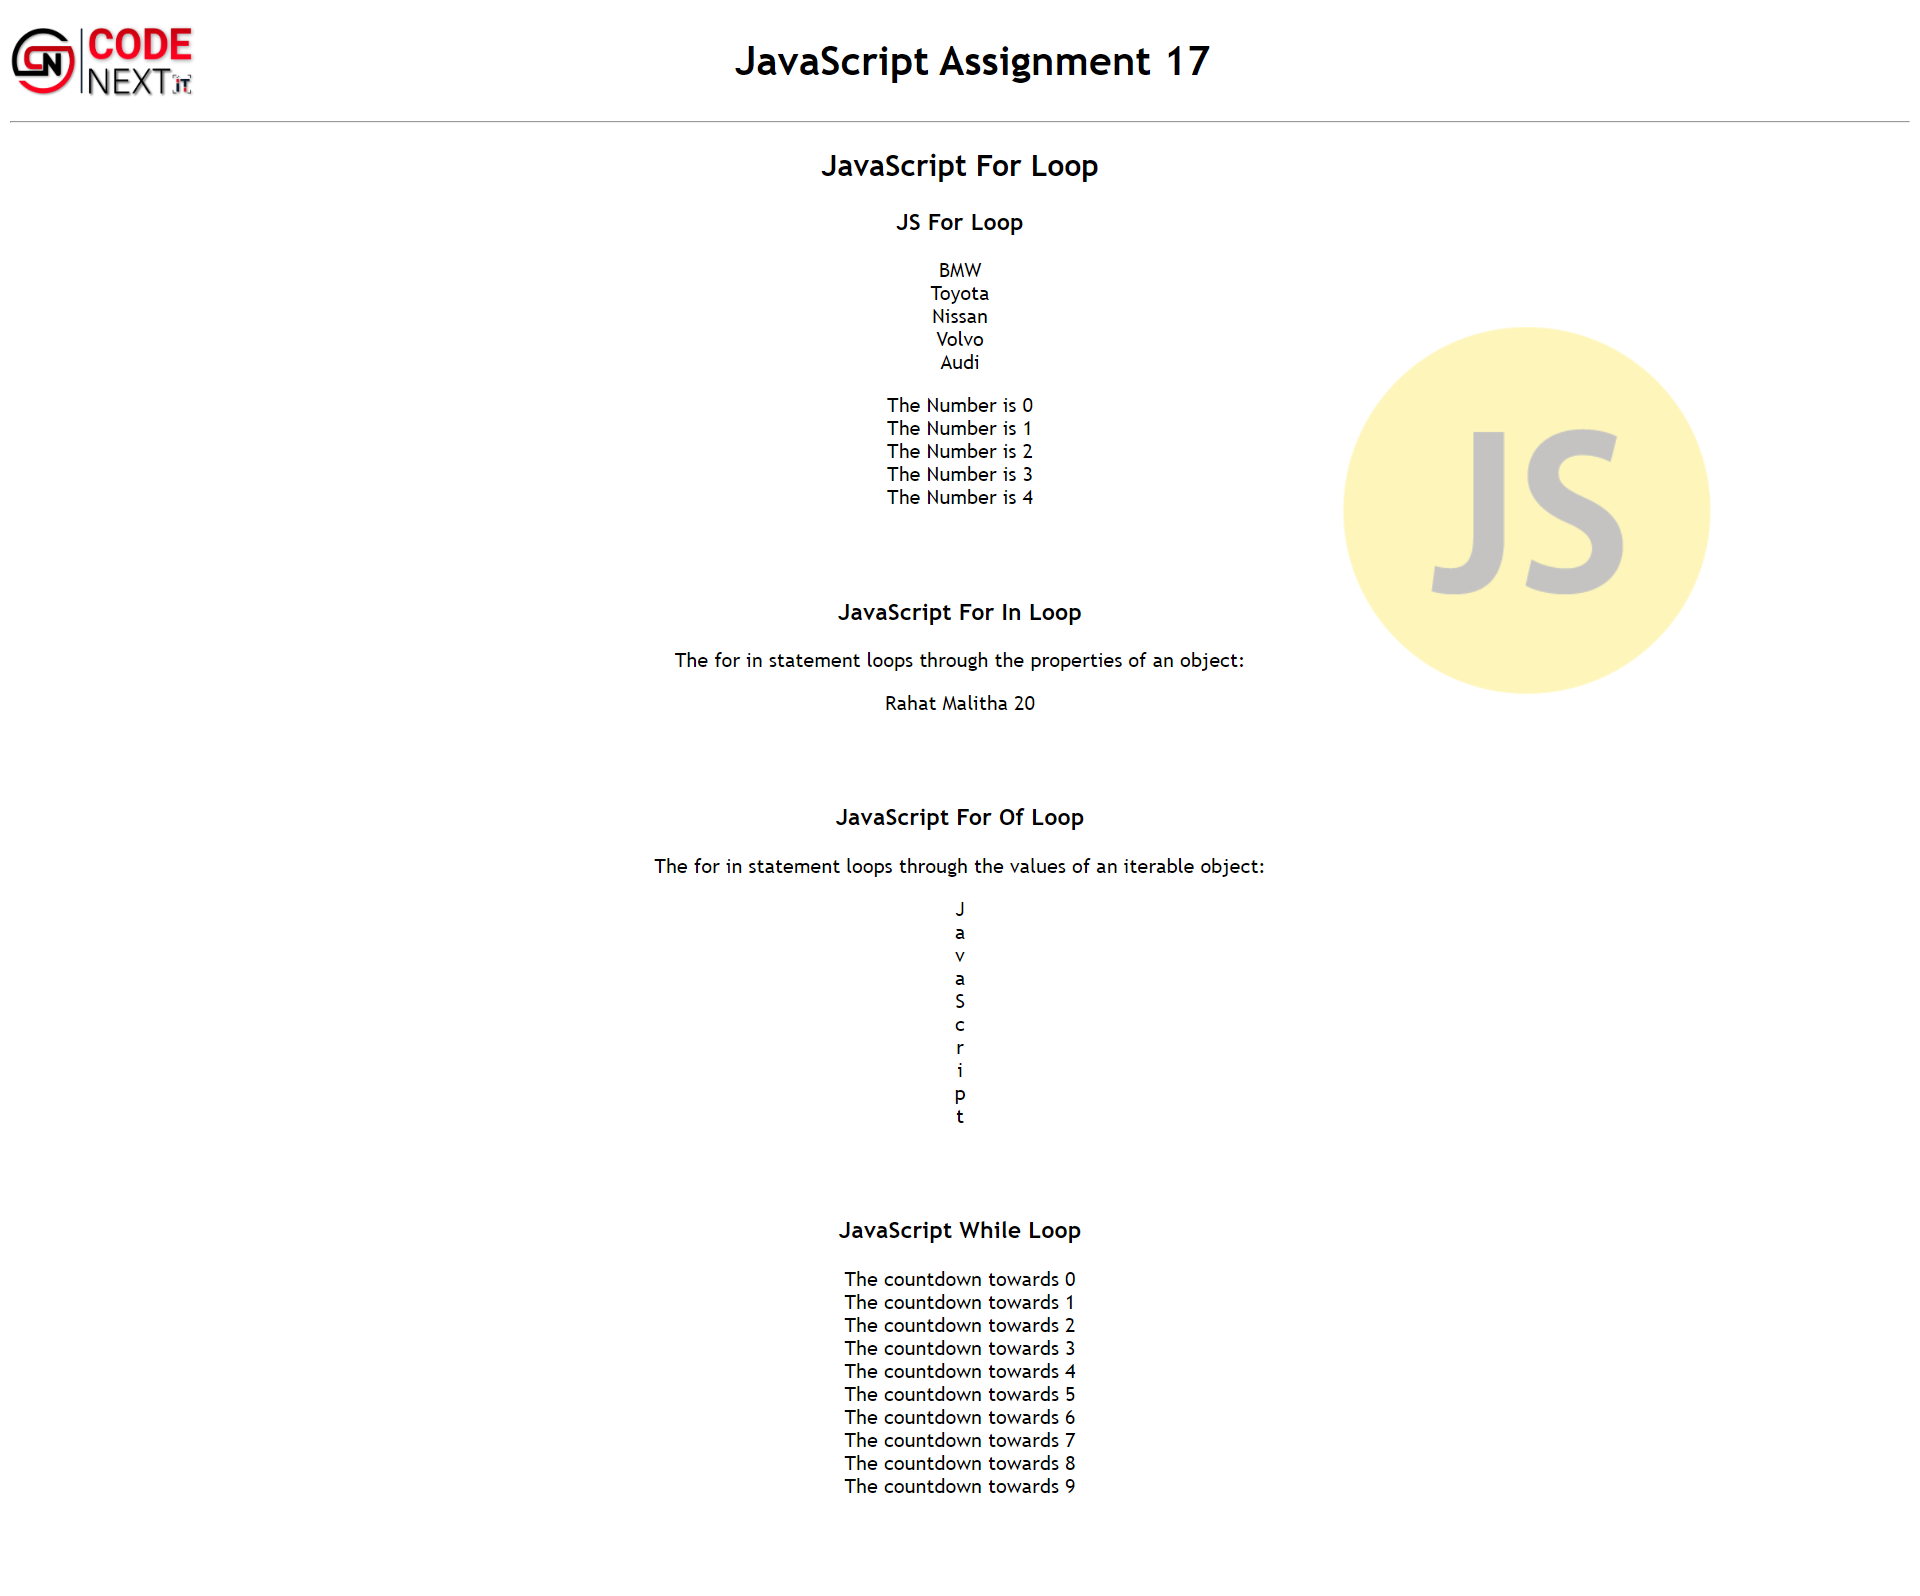 CN CODE
NEXT iT
JavaScript Assignment 17
JavaScript For Loop
JS For Loop
BMW
Toyota
Nissan
Volvo
Audi
The Number is 0
The Number is 1
The Number is 2
The Number is 3
The Number is 4
JS
JavaScript For In Loop
The for in statement loops through the properties of an object:
Rahat Malitha 20
JavaScript For Of Loop
The for in statement loops through the values of an iterable object:
J
a
v
a
S
c
r
i
p
t
JavaScript While Loop
The countdown towards 0
The countdown towards 1
The countdown towards 2
The countdown towards 3
The countdown towards 4
The countdown towards 5
The countdown towards 6
The countdown towards 7
The countdown towards 8
The countdown towards 9